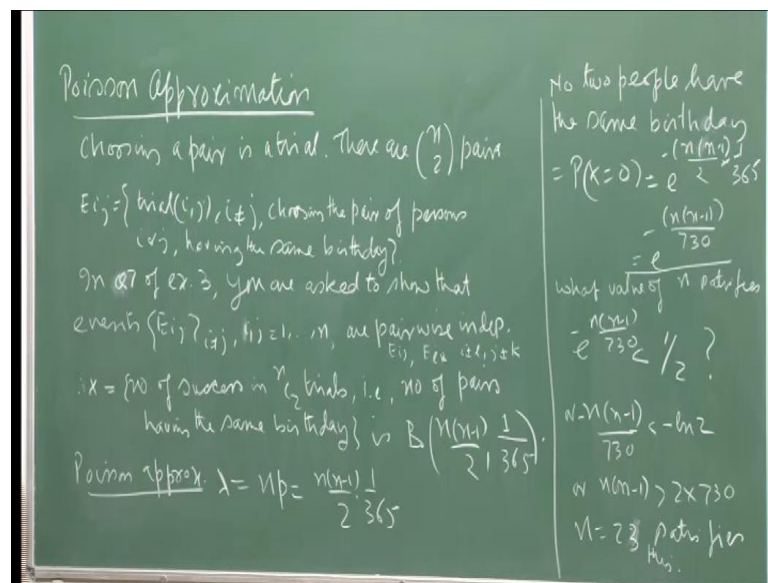 Poisson Approximation
Choosing a pair is a trial. There are (n 2) pairs
Eij = { trial (i,j), i≠j, choosing the pair of persons
i & j, having the same birthday}.
In Q7 of ex. 3, you are asked to show that
events {Eij} i≠j, i,j = 1, .. n, are pairwise indep.
Eij, Elk i≠l, j≠k
∴ X = {no of success in ⁿC₂ trials, i.e, no of pairs
having the same birthday} is B(n(n-1)/2, 1/365).
Poisson approx. λ = np = n(n-1)/2 . 1/365
No two people have
the same birthday
= P(X=0) = e^-(n(n-1)/2 . 1/365)
= e^-(n(n-1)/730)
What value of n satisfies
e^-n(n-1)/730 < 1/2 ?
or -n(n-1)/730 < -ln2
or n(n-1) > 2×730
n = 23 satisfies
this.